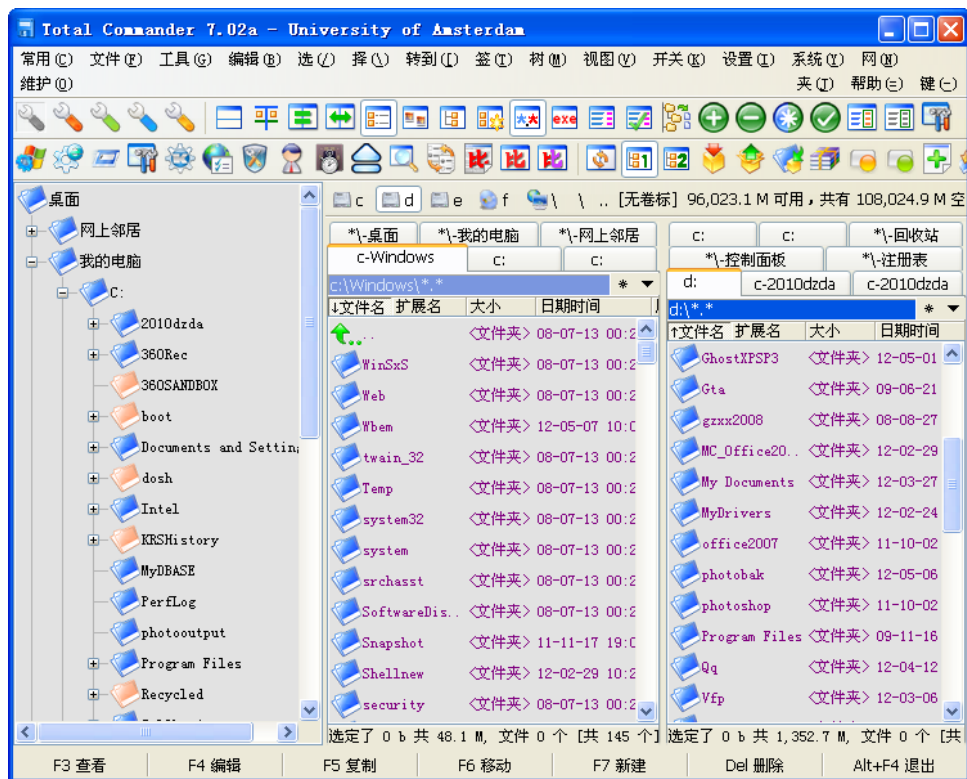 Total Commander 7.02a - University of Amsterdam
常用(C) 文件(F) 工具(G) 编辑(B) 选(/) 择(\) 转到(I) 签(T) 树(M) 视图(V) 开关(K) 设置(I) 系统(Y) 网(N)
維护(O) 夹(J) 帮助(=) 键(-)
exe
比 比 比
1 2
桌面
网上邻居
我的电脑
C:
2010dzda
360Rec
360SANDBOX
boot
Documents and Settin
dosh
Intel
KRSHistory
MyDBASE
PerfLog
photooutput
Program Files
Recycled
c d e f \ \ .. [无卷标] 96,023.1 M 可用，共有 108,024.9 M 空
*\-桌面 *\-我的电脑 *\-网上邻居
c-Windows c: c:
c:\Windows\*.* * ▼
↓文件名 扩展名 大小 日期时间
.. <文件夹> 08-07-13 00:2
WinSxS <文件夹> 08-07-13 00:2
Web <文件夹> 08-07-13 00:2
Wbem <文件夹> 12-05-07 10:0
twain_32 <文件夹> 08-07-13 00:2
Temp <文件夹> 08-07-13 00:2
system32 <文件夹> 08-07-13 00:2
system <文件夹> 08-07-13 00:2
srchasst <文件夹> 08-07-13 00:2
SoftwareDis.. <文件夹> 08-07-13 00:2
Snapshot <文件夹> 11-11-17 19:0
Shellnew <文件夹> 12-02-29 10:2
security <文件夹> 08-07-13 00:2
选定了 0 b 共 48.1 M, 文件 0 个 [共 145 个]
c: c: *\-回收站
*\-控制面板 *\-注册表
d: c-2010dzda c-2010dzda
d:\*.* * ▼
↑文件名 扩展名 大小 日期时间
GhostXPSP3 <文件夹> 12-05-01
Gta <文件夹> 09-06-21
gzxx2008 <文件夹> 08-08-27
MC_Office20.. <文件夹> 12-02-29
My Documents <文件夹> 12-03-27
MyDrivers <文件夹> 12-02-24
office2007 <文件夹> 11-10-02
photobak <文件夹> 12-05-06
photoshop <文件夹> 11-10-02
Program Files <文件夹> 09-11-16
Qq <文件夹> 12-04-12
Vfp <文件夹> 12-03-06
选定了 0 b 共 1,352.7 M, 文件 0 个 [共
F3 查看 F4 编辑 F5 复制 F6 移动 F7 新建 Del 删除 Alt+F4 退出